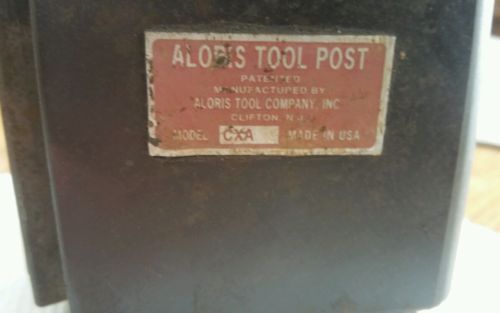 ALORIS TOOL POST
PATENTED
MANUFACTURED BY
ALORIS TOOL COMPANY, INC
CLIFTON, N.J.
MODEL CXA MADE IN USA